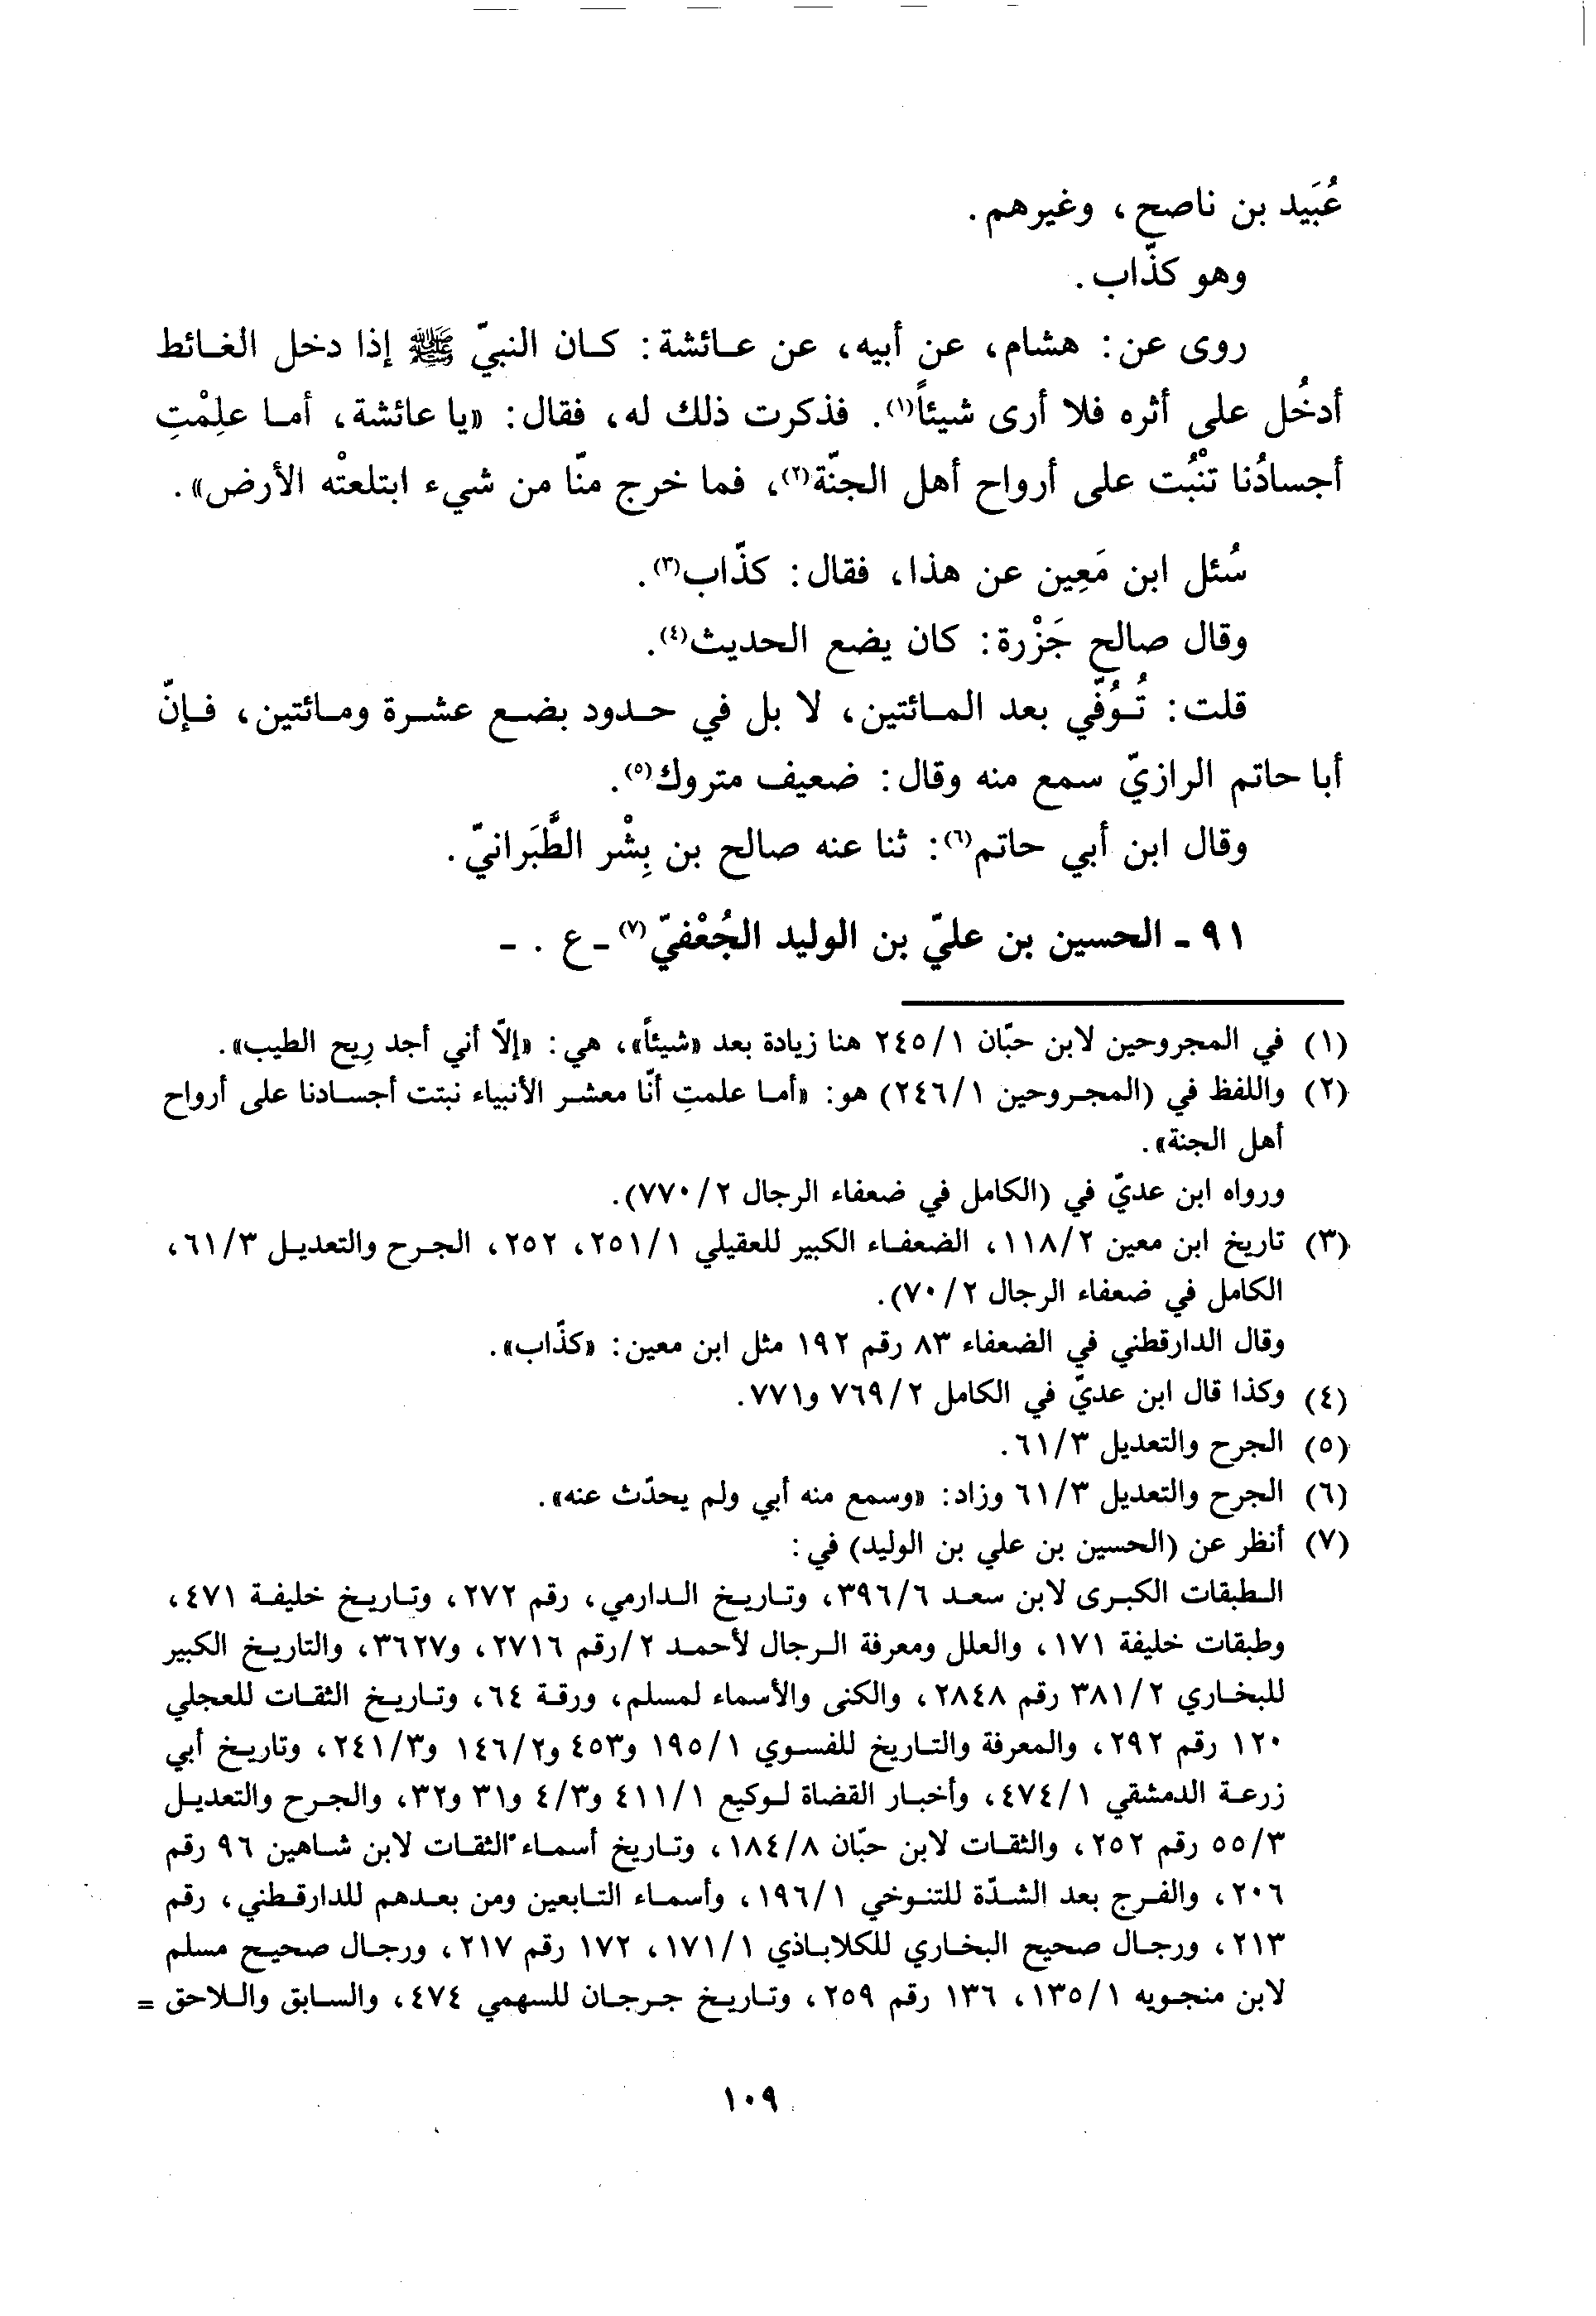 عُبَيد بن ناصح، وغيرهم.
وهو كذّاب.
روى عن: هشام، عن أبيه، عن عائشة: كان النبيّ ﷺ إذا دخل الغائط
أدخُل على أثره فلا أرى شيئاً(١). فذكرت ذلك له، فقال: «يا عائشة، أما علِمْتِ
أجسادُنا تنْبُت على أرواح أهل الجنّة(٢)، فما خرج منّا من شيء ابتلعتْه الأرض».
سُئل ابن مَعِين عن هذا، فقال: كذّاب(٣).
وقال صالح جَزْرة: كان يضع الحديث(٤).
قلت: تُوُفّي بعد المائتين، لا بل في حدود بضع عشرة ومائتين، فإنّ
أبا حاتم الرازيّ سمع منه وقال: ضعيف متروك(٥).
وقال ابن أبي حاتم(٦): ثنا عنه صالح بن بِشْر الطَّبَرانيّ.
٩١ - الحسين بن عليّ بن الوليد الجُعْفيّ(٧) - ع . -
(١) في المجروحين لابن حبّان ٢٤٥/١ هنا زيادة بعد «شيئاً»، هي: «إلّا أني أجد رِيح الطيب».
(٢) واللفظ في (المجروحين ٢٤٦/١) هو: «أما علمتِ أنّا معشر الأنبياء نبتت أجسادنا على أرواح
أهل الجنة».
ورواه ابن عديّ في (الكامل في ضعفاء الرجال ٧٧٠/٢).
(٣) تاريخ ابن معين ١١٨/٢، الضعفاء الكبير للعقيلي ٢٥١/١، ٢٥٢، الجرح والتعديل ٦١/٣،
الكامل في ضعفاء الرجال ٧٠/٢).
وقال الدارقطني في الضعفاء ٨٣ رقم ١٩٢ مثل ابن معين: «كذّاب».
(٤) وكذا قال ابن عديّ في الكامل ٧٦٩/٢ و٧٧١.
(٥) الجرح والتعديل ٦١/٣.
(٦) الجرح والتعديل ٦١/٣ وزاد: «وسمع منه أبي ولم يحدّث عنه».
(٧) أنظر عن (الحسين بن علي بن الوليد) في:
الطبقات الكبرى لابن سعد ٣٩٦/٦، وتاريخ الدارمي، رقم ٢٧٢، وتاريخ خليفة ٤٧١،
وطبقات خليفة ١٧١، والعلل ومعرفة الرجال لأحمد ٢/رقم ٢٧١٦، و٣٦٢٧، والتاريخ الكبير
للبخاري ٣٨١/٢ رقم ٢٨٤٨، والكنى والأسماء لمسلم، ورقة ٦٤، وتاريخ الثقات للعجلي
١٢٠ رقم ٢٩٢، والمعرفة والتاريخ للفسوي ١٩٥/١ و٤٥٣ و١٤٦/٢ و٢٤١/٣، وتاريخ أبي
زرعة الدمشقي ٤٧٤/١، وأخبار القضاة لوكيع ٤١١/١ و٤/٣ و٣١ و٣٢، والجرح والتعديل
٥٥/٣ رقم ٢٥٢، والثقات لابن حبّان ١٨٤/٨، وتاريخ أسماء الثقات لابن شاهين ٩٦ رقم
٢٠٦، والفرج بعد الشدّة للتنوخي ١٩٦/١، وأسماء التابعين ومن بعدهم للدارقطني، رقم
٢١٣، ورجال صحيح البخاري للكلاباذي ١٧١/١، ١٧٢ رقم ٢١٧، ورجال صحيح مسلم
لابن منجويه ١٣٥/١، ١٣٦ رقم ٢٥٩، وتاريخ جرجان للسهمي ٤٧٤، والسابق واللاحق =
١٠٩